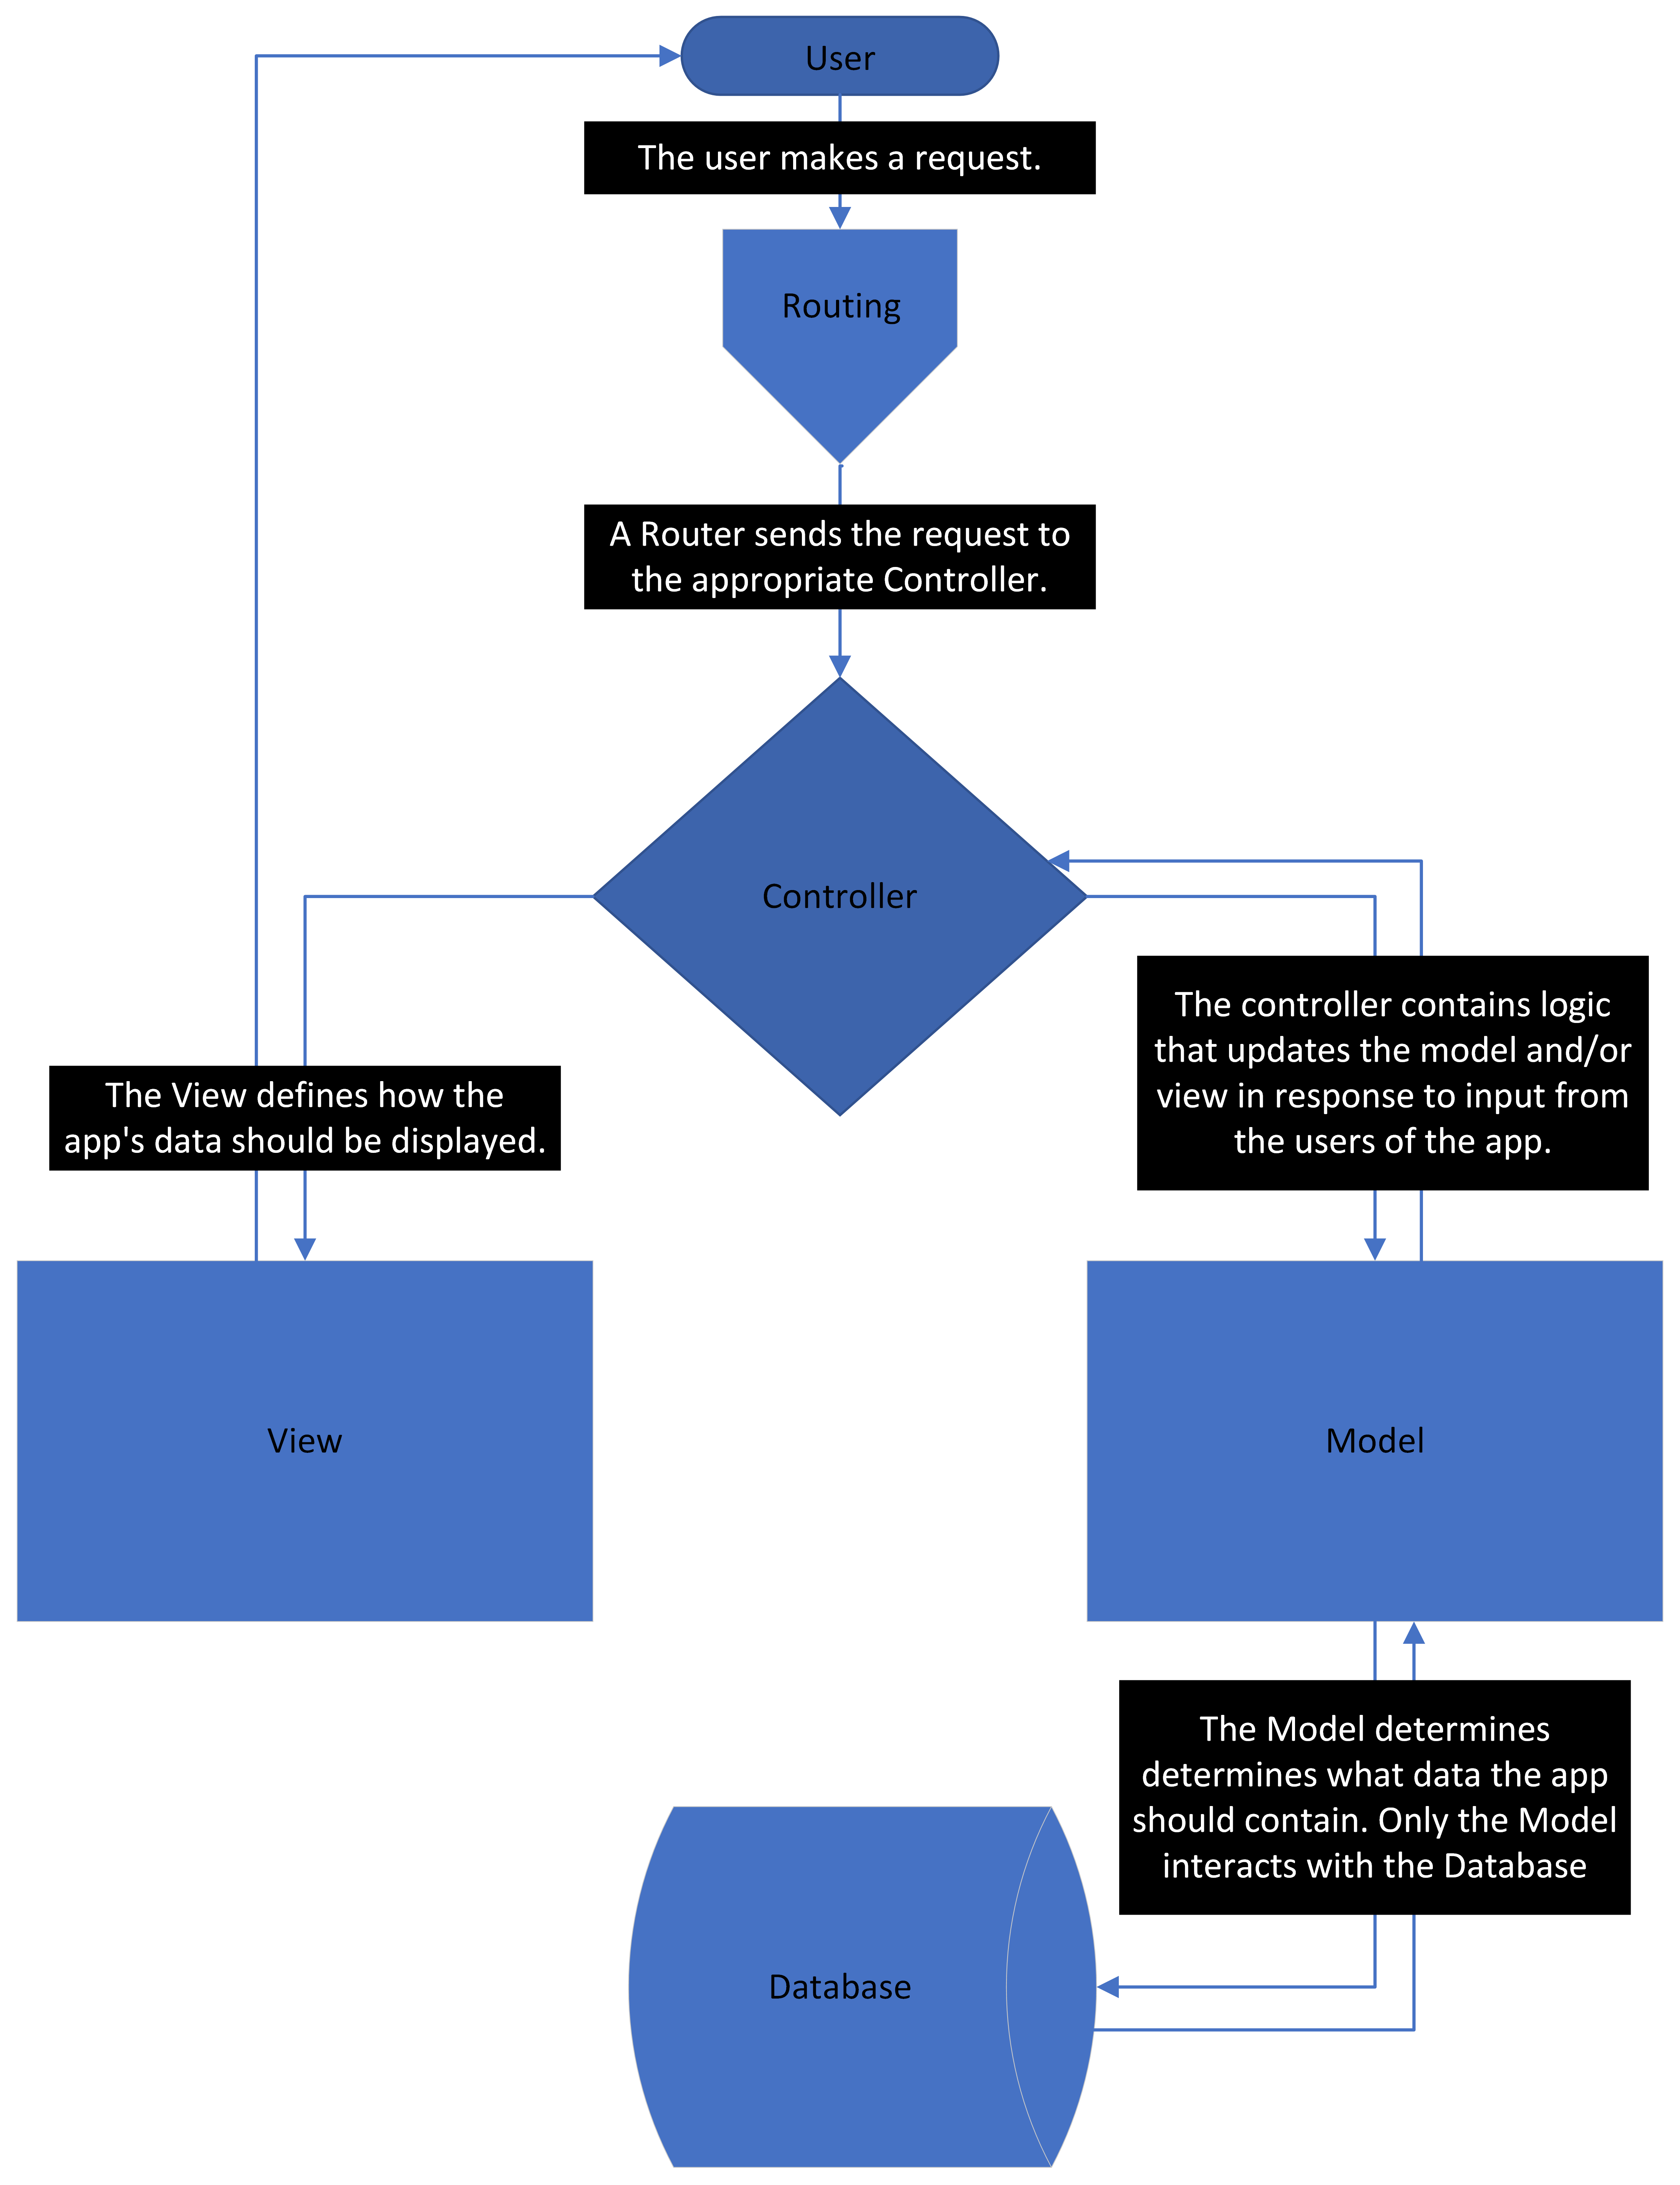 User
The user makes a request.
Routing
A Router sends the request to
the appropriate Controller.
Controller
The controller contains logic
that updates the model and/or
view in response to input from
the users of the app.
The View defines how the
app's data should be displayed.
View
Model
The Model determines
determines what data the app
should contain. Only the Model
interacts with the Database
Database